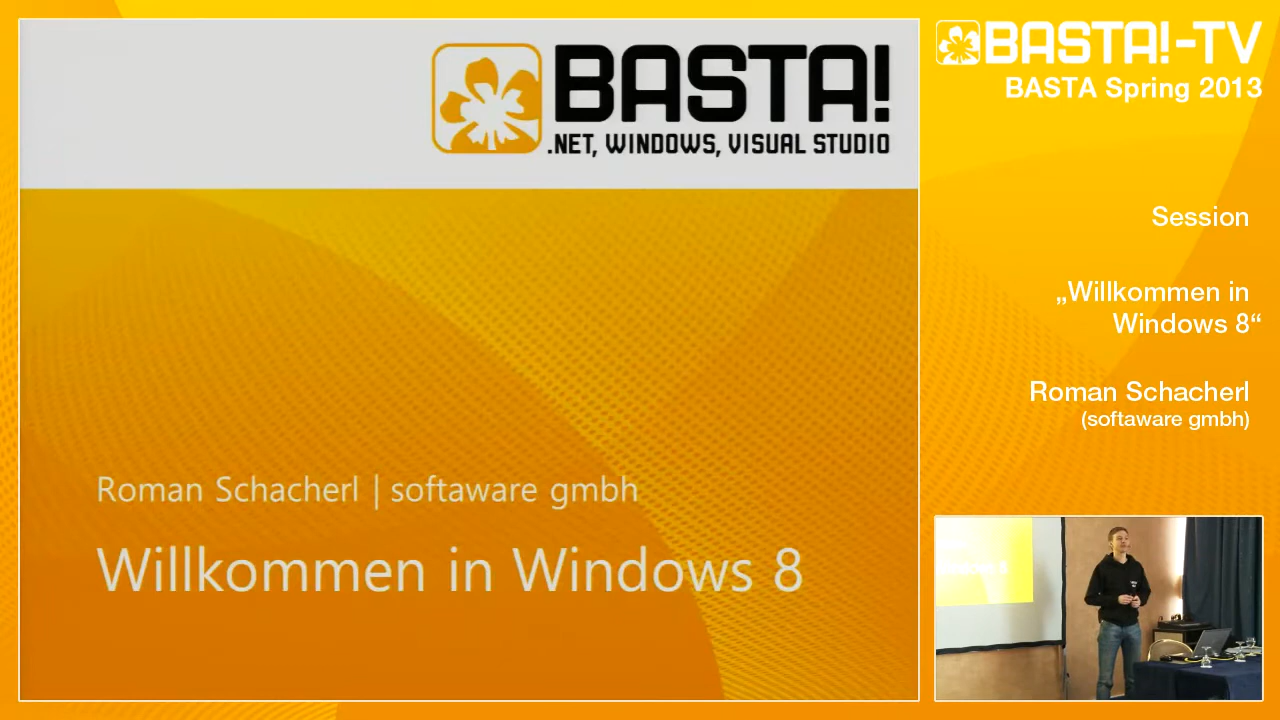 BASTA!
.NET, WINDOWS, VISUAL STUDIO
Roman Schacherl | softaware gmbh
Willkommen in Windows 8
BASTA!-TV
BASTA Spring 2013
Session
„Willkommen in
Windows 8“
Roman Schacherl
(softaware gmbh)